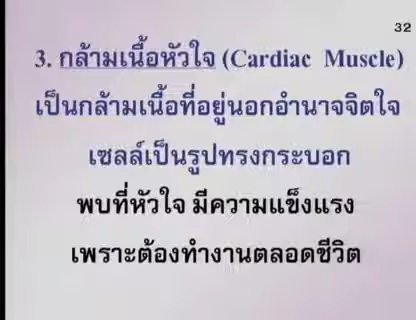 32
3. กล้ามเนื้อหัวใจ (Cardiac Muscle)
เป็นกล้ามเนื้อที่อยู่นอกอำนาจจิตใจ
เซลล์เป็นรูปทรงกระบอก
พบที่หัวใจ มีความแข็งแรง
เพราะต้องทำงานตลอดชีวิต